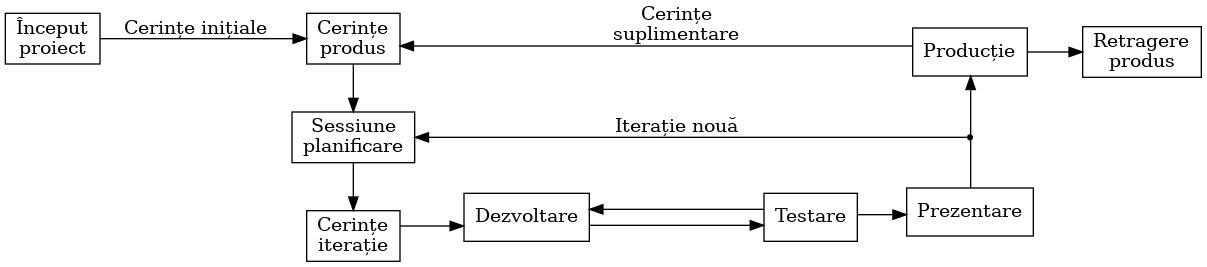 Început
proiect
Cerințe inițiale
Cerințe
produs
Cerințe
suplimentare
Producție
Retragere
produs
Sessiune
planificare
Iterație nouă
Cerințe
iterație
Dezvoltare
Testare
Prezentare